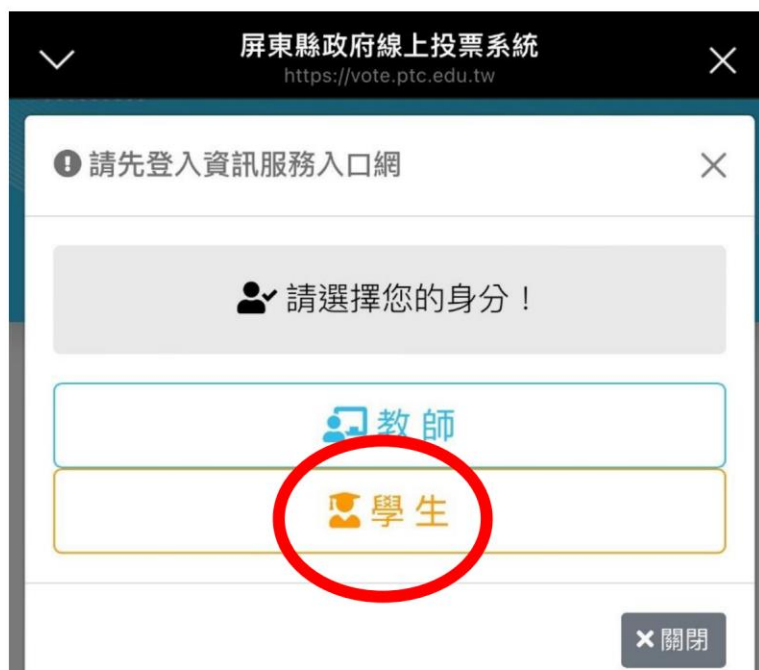 屏東縣政府線上投票系統
https://vote.ptc.edu.tw
請先登入資訊服務入口網
請選擇您的身分！
教師
學生
關閉